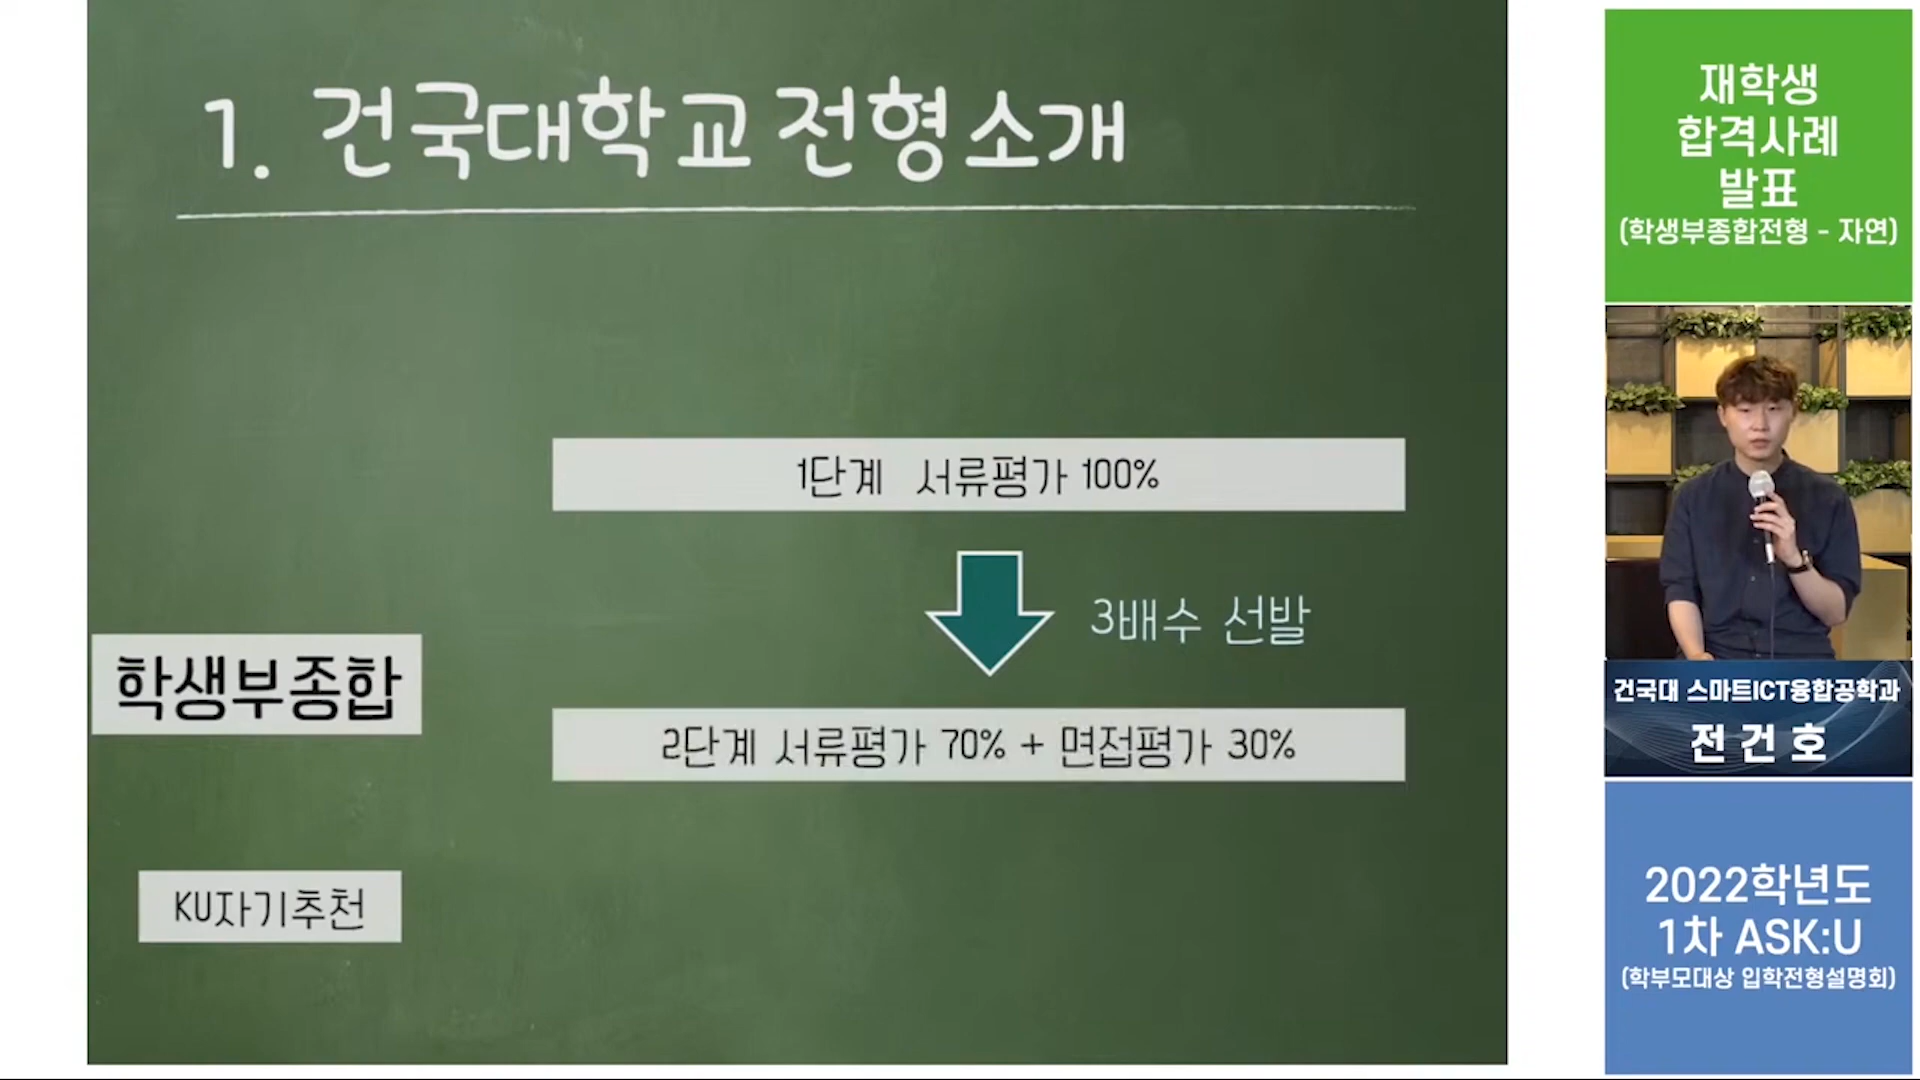 1. 건국대학교 전형소개
1단계 서류평가 100%
3배수 선발
학생부종합
2단계 서류평가 70% + 면접평가 30%
KU자기추천
재학생
합격사례
발표
(학생부종합전형 - 자연)
건국대 스마트ICT융합공학과
전건호
2022학년도
1차 ASK:U
(학부모대상 입학전형설명회)